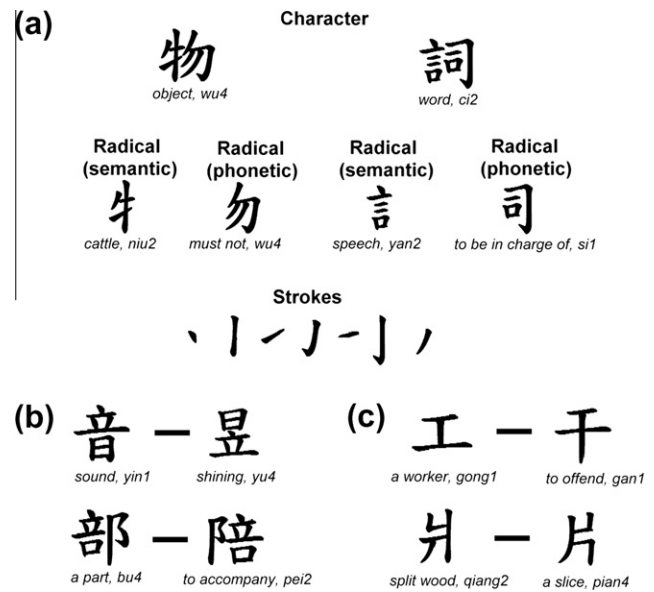 (a) Character
物 詞
object, wu4 word, ci2
Radical Radical Radical Radical
(semantic) (phonetic) (semantic) (phonetic)
牜 勿 訁 司
cattle, niu2 must not, wu4 speech, yan2 to be in charge of, si1
Strokes
(b) 音 — 昱 (c) 工 — 干
sound, yin1 shining, yu4 a worker, gong1 to offend, gan1
部 — 陪 爿 — 片
a part, bu4 to accompany, pei2 split wood, qiang2 a slice, pian4